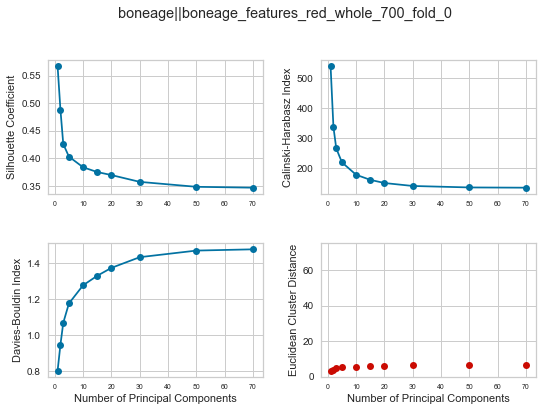 boneage||boneage_features_red_whole_700_fold_0
Silhouette Coefficient
0.55
0.50
0.45
0.40
0.35
0 10 20 30 40 50 60 70
Calinski-Harabasz Index
500
400
300
200
0 10 20 30 40 50 60 70
Davies-Bouldin Index
1.4
1.2
1.0
0.8
0 10 20 30 40 50 60 70
Number of Principal Components
Euclidean Cluster Distance
60
40
20
0
0 10 20 30 40 50 60 70
Number of Principal Components